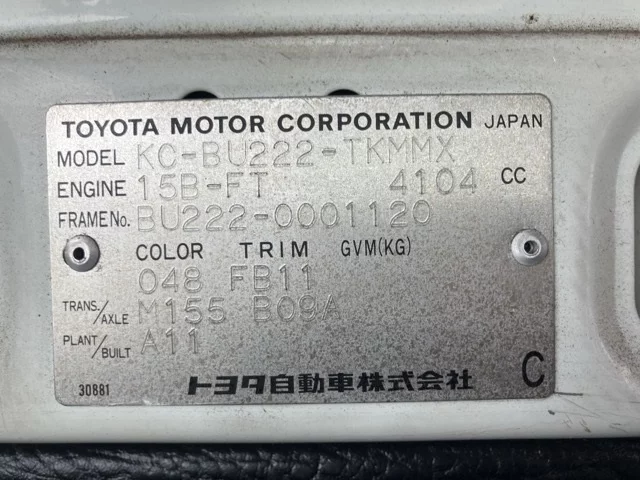 TOYOTA MOTOR CORPORATION JAPAN
MODEL KC-BU222-TKMMX
ENGINE 15B-FT 4104 CC
FRAME No. BU222-0001120
COLOR TRIM GVM(KG)
048 FB11
TRANS./AXLE M155 B09A
PLANT/BUILT A11
30881 トヨタ自動車株式会社 C